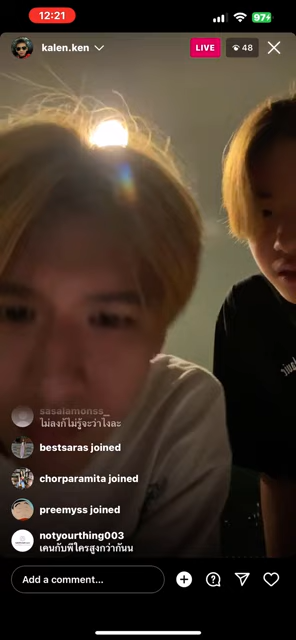 12:21
97
kalen.ken
LIVE
48
sasalamonss_
ไม่ลงก้ไม่รู้จะว่าไงละ
bestsaras joined
chorparamita joined
preemyss joined
notyourthing003
เคนกับพีใครสูงกว่ากันน
Add a comment...